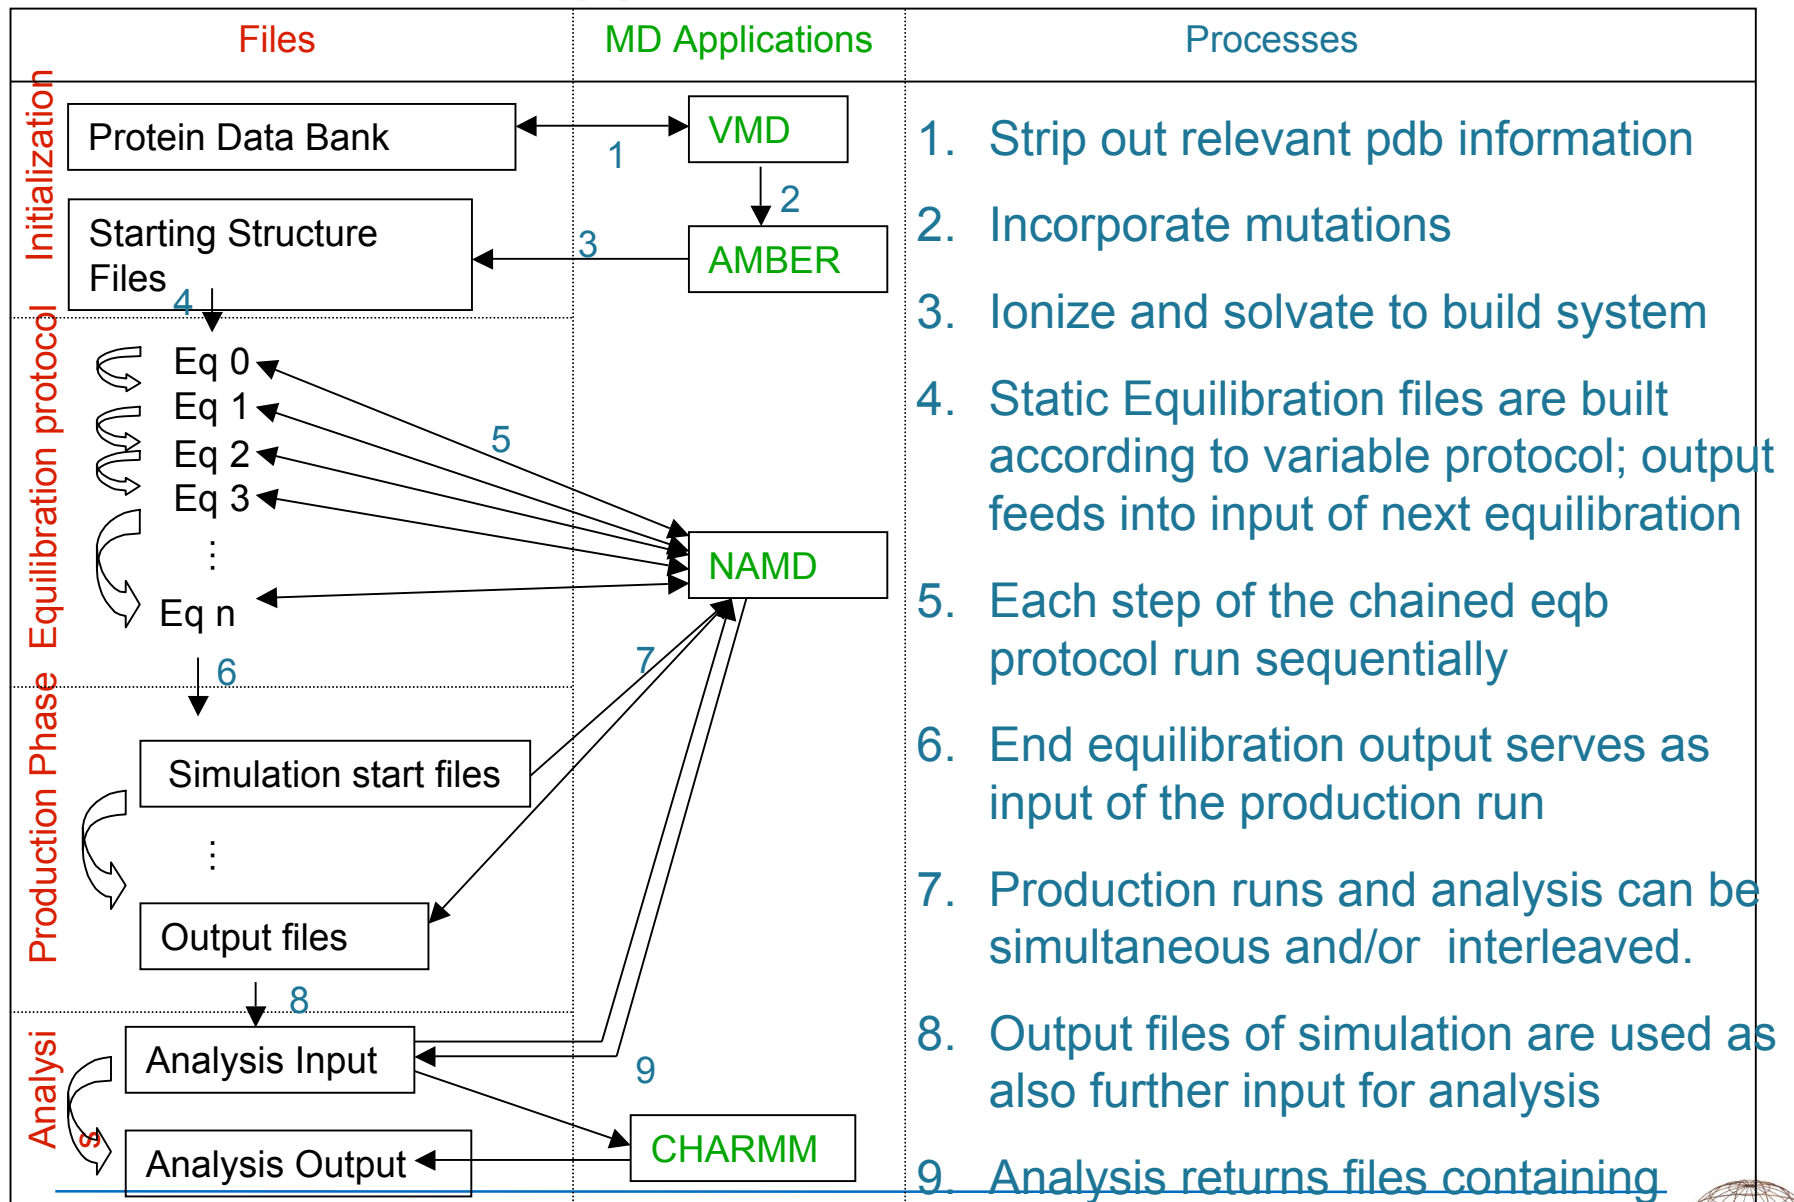 Files
MD Applications
Processes
Initialization
Protein Data Bank
1
VMD
2
Starting Structure
Files
3
AMBER
4
Equilibration protocol
Eq 0
Eq 1
Eq 2
Eq 3
⋮
Eq n
5
NAMD
6
Production Phase
7
Simulation start files
⋮
Output files
8
Analysi
s
Analysis Input
9
CHARMM
Analysis Output
1. Strip out relevant pdb information
2. Incorporate mutations
3. Ionize and solvate to build system
4. Static Equilibration files are built
according to variable protocol; output
feeds into input of next equilibration
5. Each step of the chained eqb
protocol run sequentially
6. End equilibration output serves as
input of the production run
7. Production runs and analysis can be
simultaneous and/or interleaved.
8. Output files of simulation are used as
also further input for analysis
9. Analysis returns files containing